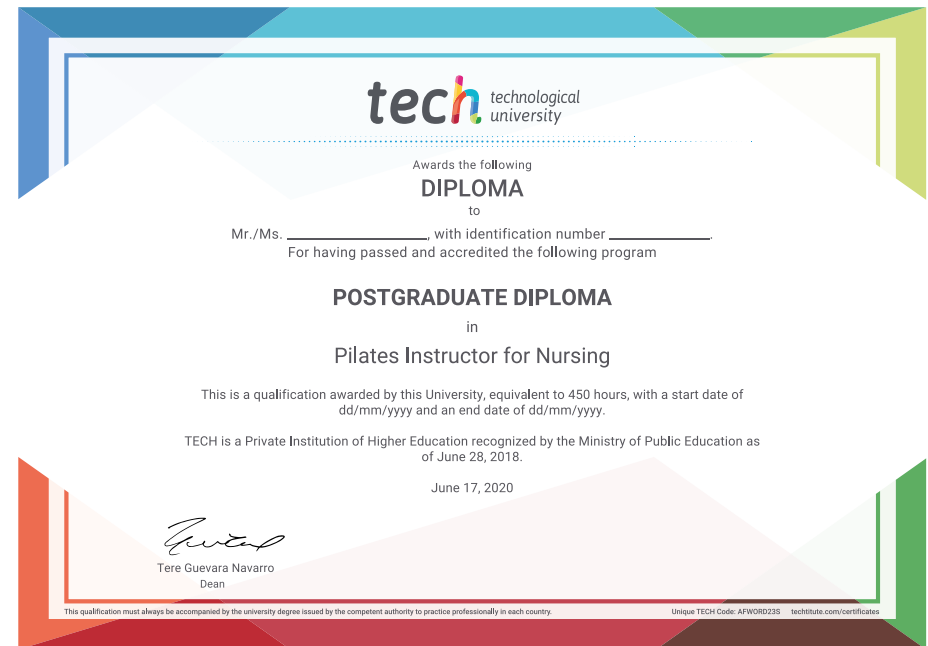 tech technological
university
Awards the following
DIPLOMA
to
Mr./Ms. ____________________, with identification number ______________.
For having passed and accredited the following program
POSTGRADUATE DIPLOMA
in
Pilates Instructor for Nursing
This is a qualification awarded by this University, equivalent to 450 hours, with a start date of
dd/mm/yyyy and an end date of dd/mm/yyyy.
TECH is a Private Institution of Higher Education recognized by the Ministry of Public Education as
of June 28, 2018.
June 17, 2020
Tere Guevara Navarro
Dean
This qualification must always be accompanied by the university degree issued by the competent authority to practice professionally in each country.
Unique TECH Code: AFWORD23S techtitute.com/certificates